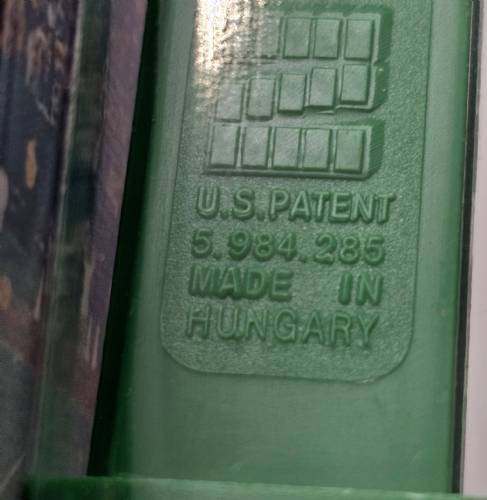 U.S.PATENT
5.984.285
MADE IN
HUNGARY